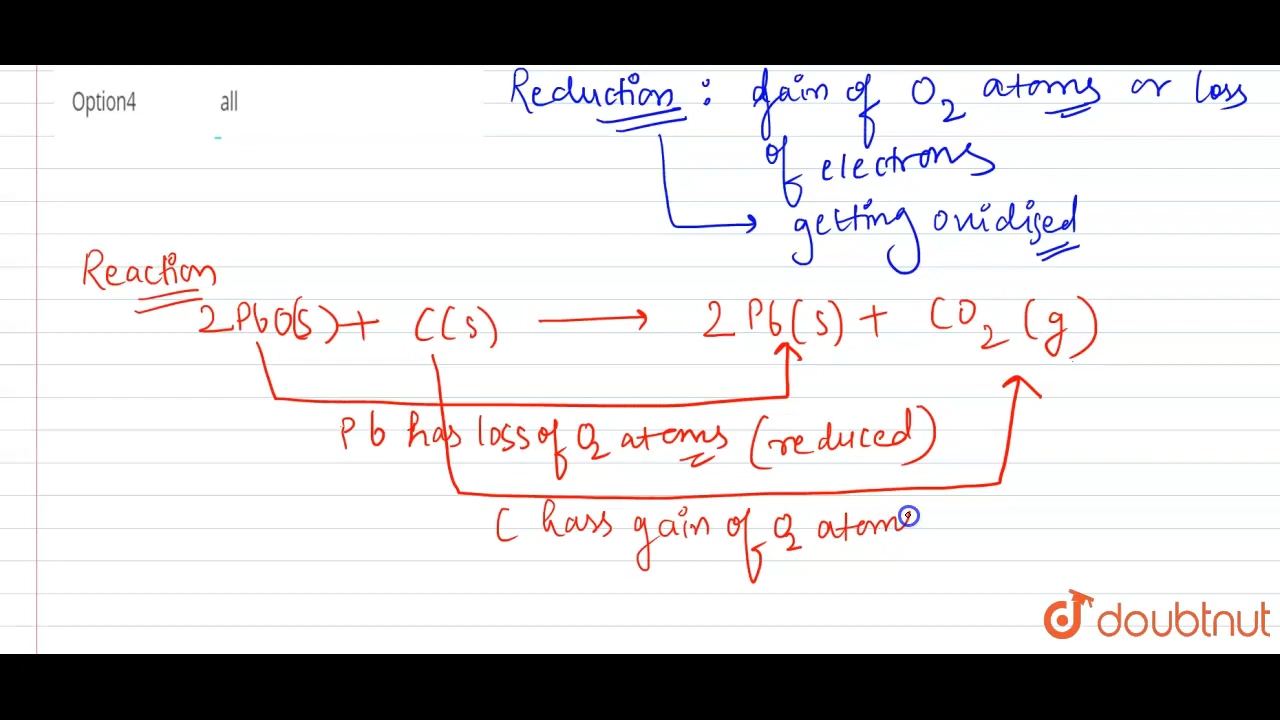 Option4 all
Reduction : gain of O2 atoms or loss
of electrons
getting oxidised
Reaction
2PbO(s) + C(s) → 2Pb(s) + CO2(g)
Pb has loss of O2 atoms (reduced)
C hass gain of O2 atoms
doubtnut